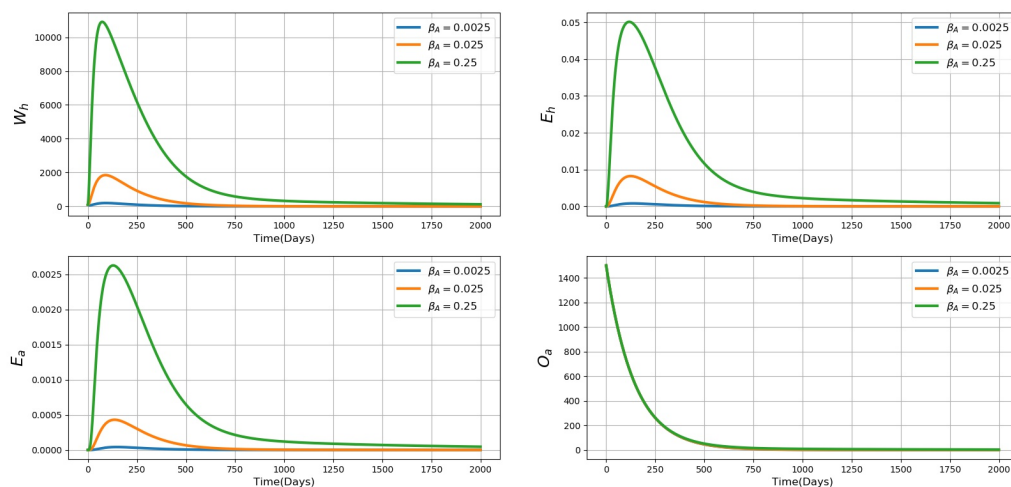 W_h
10000
8000
6000
4000
2000
0
β_A = 0.0025
β_A = 0.025
β_A = 0.25
0 250 500 750 1000 1250 1500 1750 2000
Time(Days)
E_h
0.05
0.04
0.03
0.02
0.01
0.00
β_A = 0.0025
β_A = 0.025
β_A = 0.25
0 250 500 750 1000 1250 1500 1750 2000
Time(Days)
E_a
0.0025
0.0020
0.0015
0.0010
0.0005
0.0000
β_A = 0.0025
β_A = 0.025
β_A = 0.25
0 250 500 750 1000 1250 1500 1750 2000
Time(Days)
O_a
1400
1200
1000
800
600
400
200
0
β_A = 0.0025
β_A = 0.025
β_A = 0.25
0 250 500 750 1000 1250 1500 1750 2000
Time(Days)